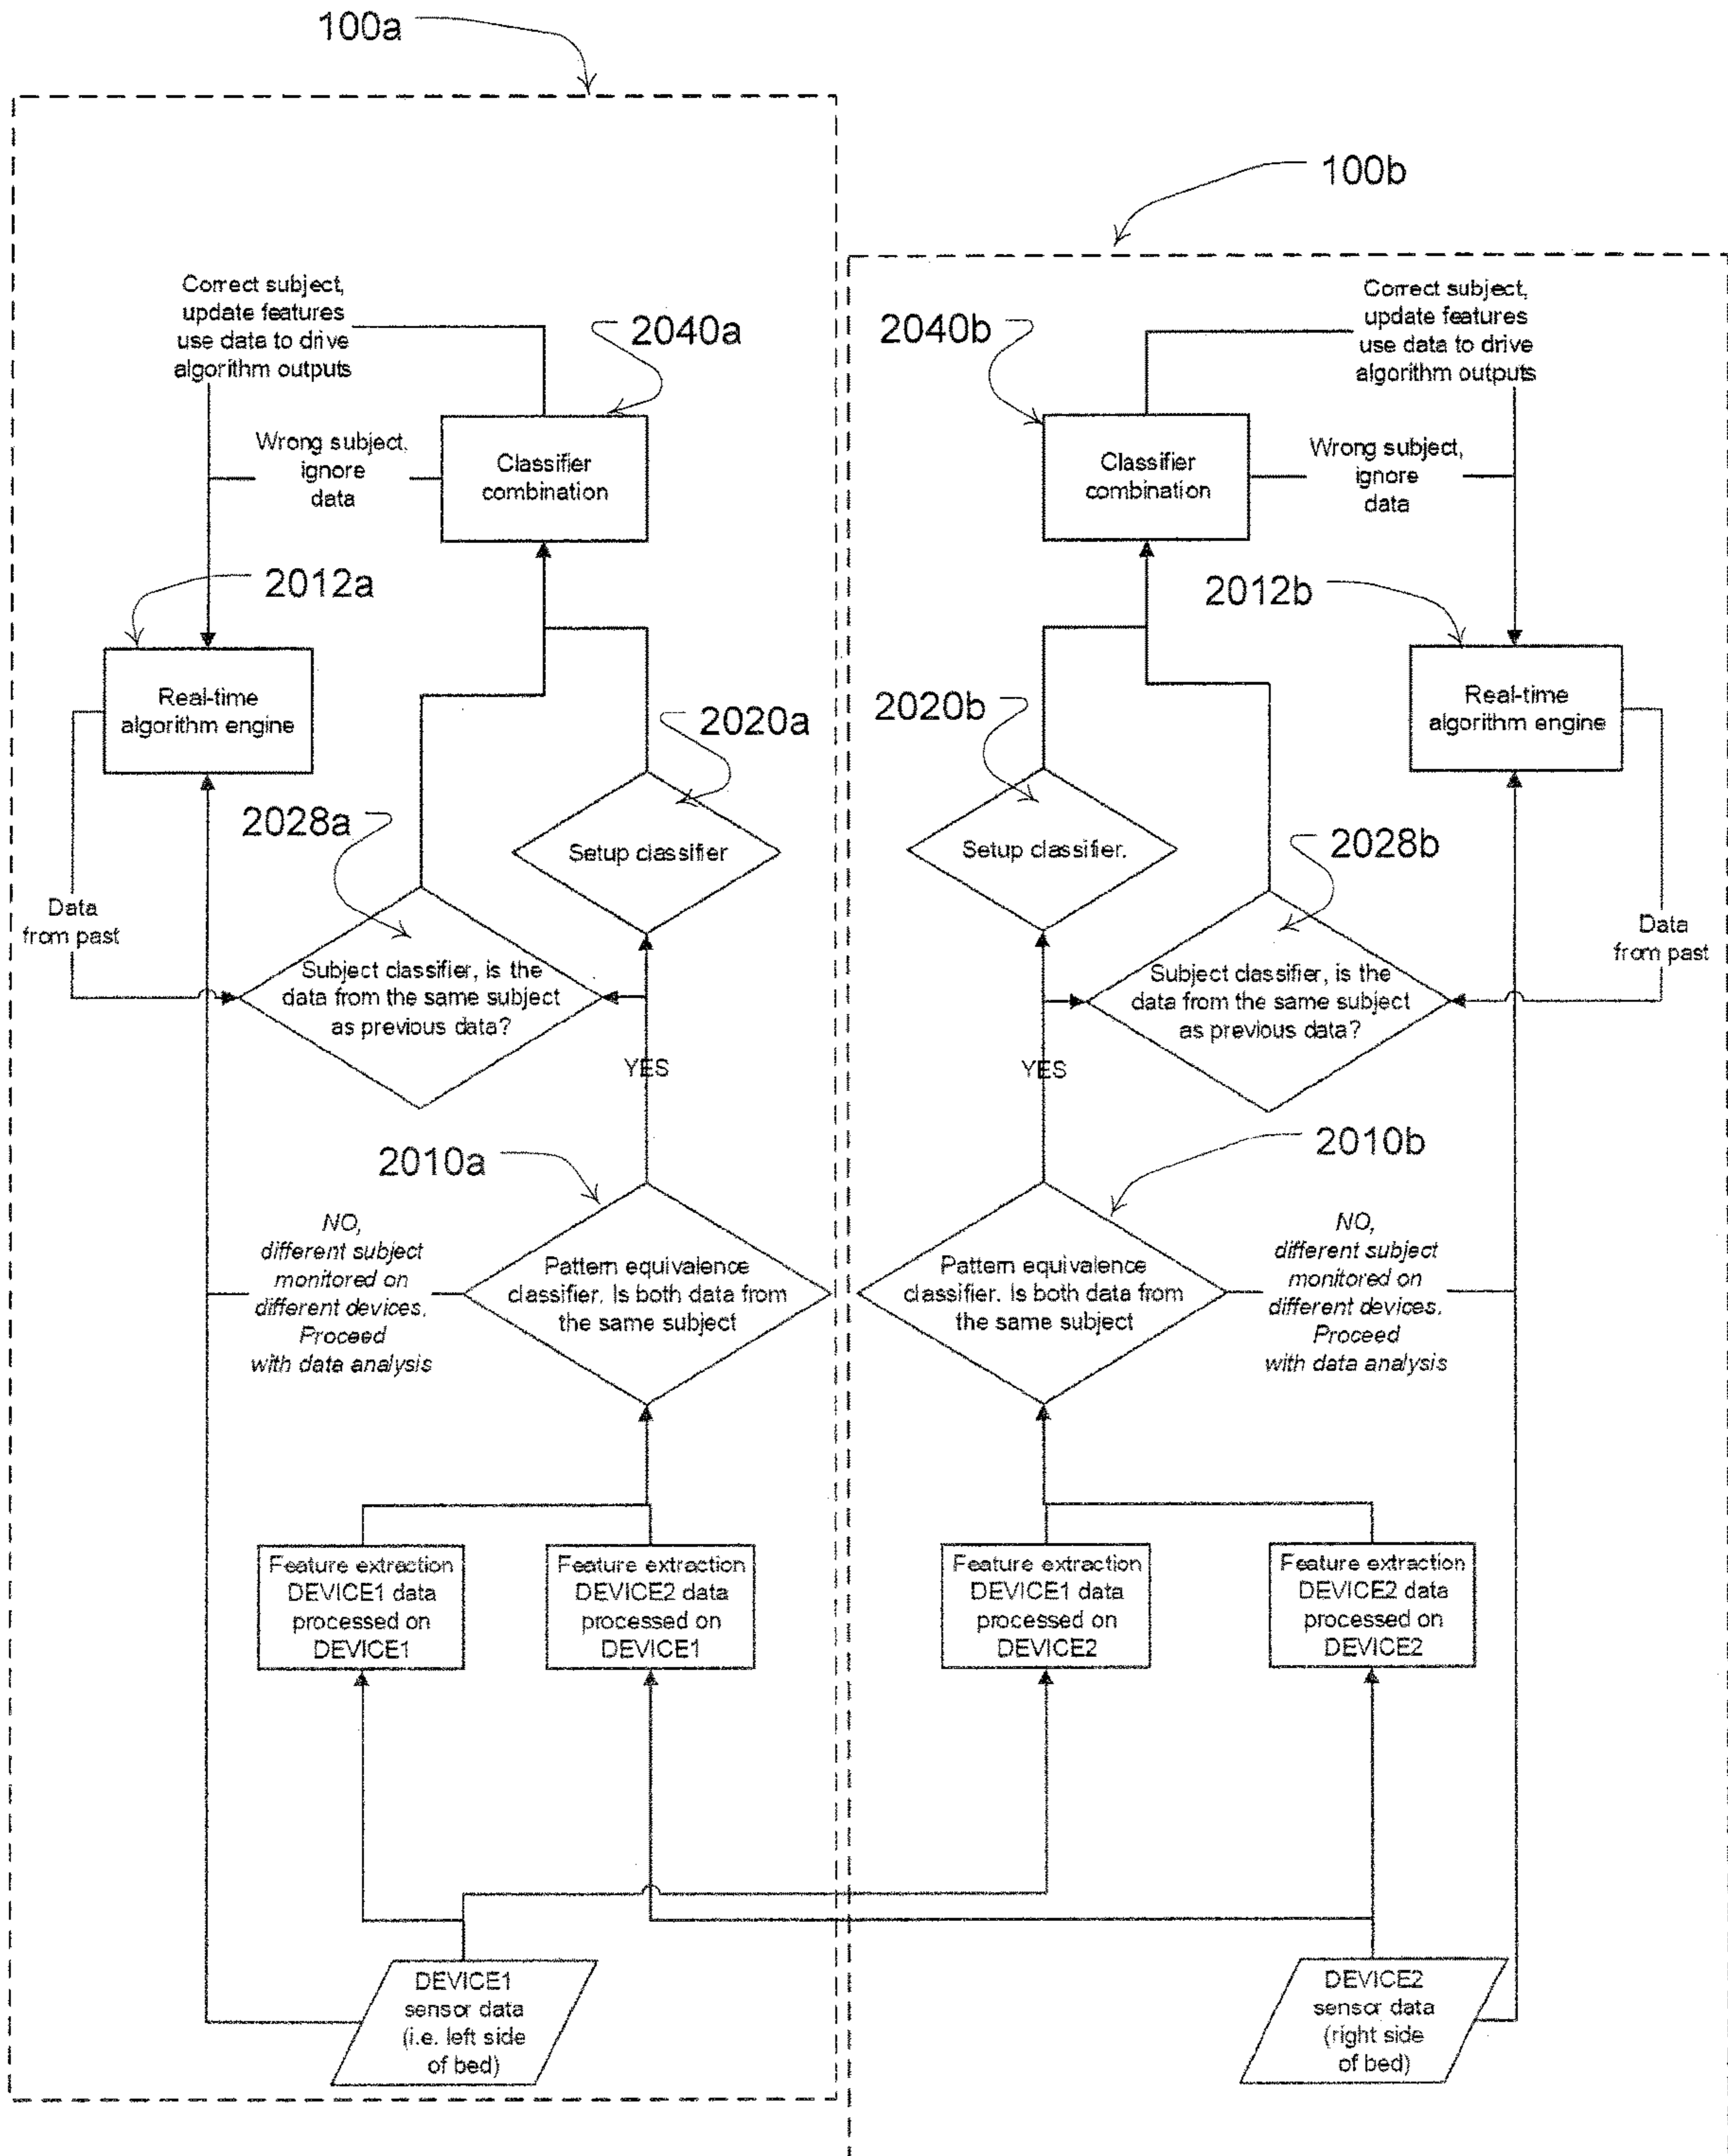 100a
100b
Correct subject,
update features
use data to drive
algorithm outputs
2040a
Wrong subject,
ignore
data
Classifier
combination
2012a
Real-time
algorithm engine
2020a
2028a
Setup classifier
Data
from past
Subject classifier, is the
data from the same subject
as previous data?
YES
2010a
NO,
different subject
monitored on
different devices.
Proceed
with data analysis
Pattern equivalence
classifier. Is both data from
the same subject
Feature extraction
DEVICE1 data
processed on
DEVICE1
Feature extraction
DEVICE2 data
processed on
DEVICE1
DEVICE1
sensor data
(i.e. left side
of bed)
2040b
Correct subject,
update features
use data to drive
algorithm outputs
Classifier
combination
Wrong subject,
ignore
data
2012b
Real-time
algorithm engine
2020b
Setup classifier.
2028b
Data
from past
Subject classifier, is the
data from the same subject
as previous data?
YES
2010b
Pattern equivalence
classifier. Is both data from
the same subject
NO,
different subject
monitored on
different devices.
Proceed
with data analysis
Feature extraction
DEVICE1 data
processed on
DEVICE2
Feature extraction
DEVICE2 data
processed on
DEVICE2
DEVICE2
sensor data
(right side
of bed)